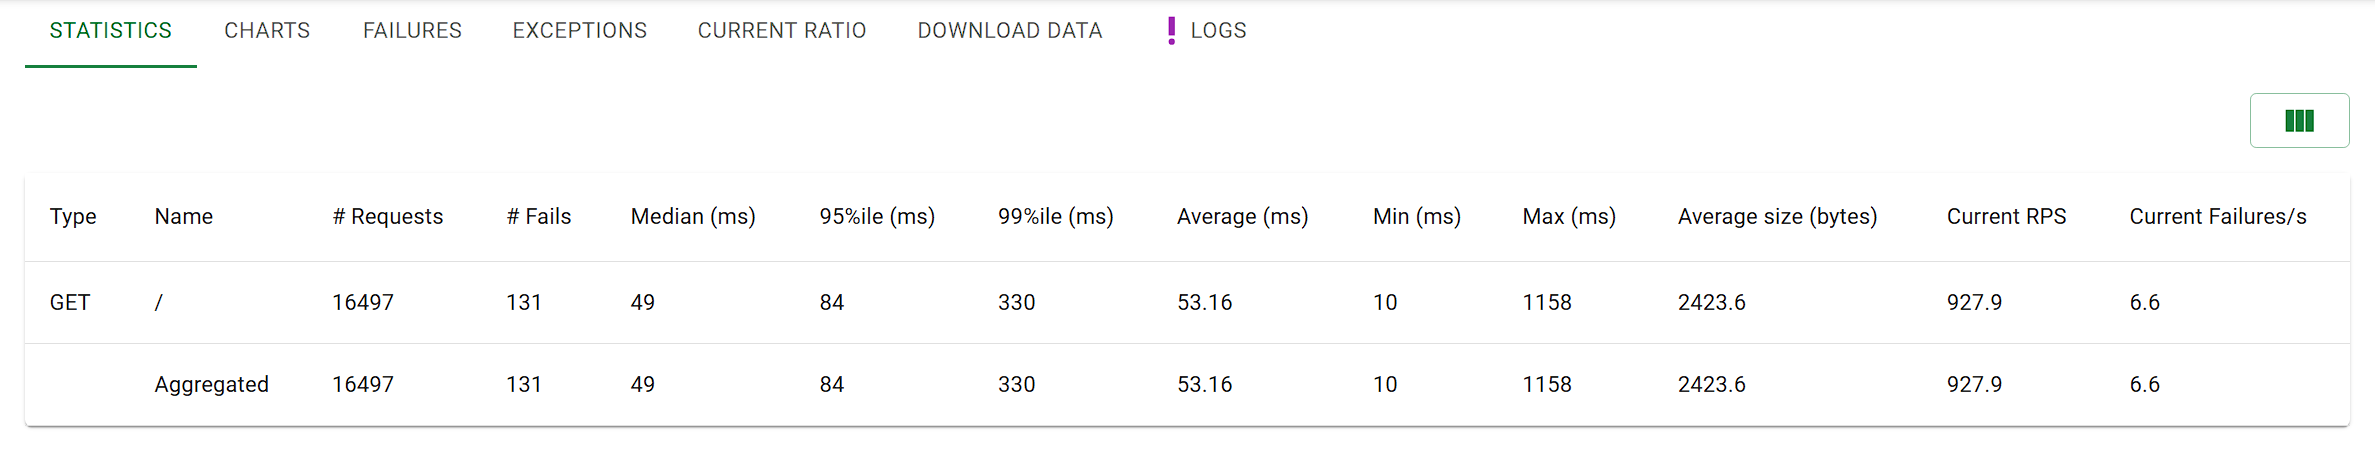 STATISTICS CHARTS FAILURES EXCEPTIONS CURRENT RATIO DOWNLOAD DATA LOGS
Type Name # Requests # Fails Median (ms) 95%ile (ms) 99%ile (ms) Average (ms) Min (ms) Max (ms) Average size (bytes) Current RPS Current Failures/s
GET / 16497 131 49 84 330 53.16 10 1158 2423.6 927.9 6.6
Aggregated 16497 131 49 84 330 53.16 10 1158 2423.6 927.9 6.6